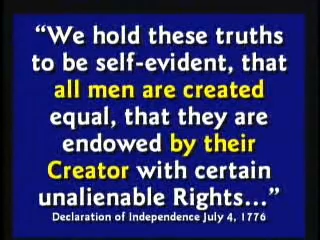 “We hold these truths
to be self-evident, that
all men are created
equal, that they are
endowed by their
Creator with certain
unalienable Rights...”
Declaration of Independence July 4, 1776